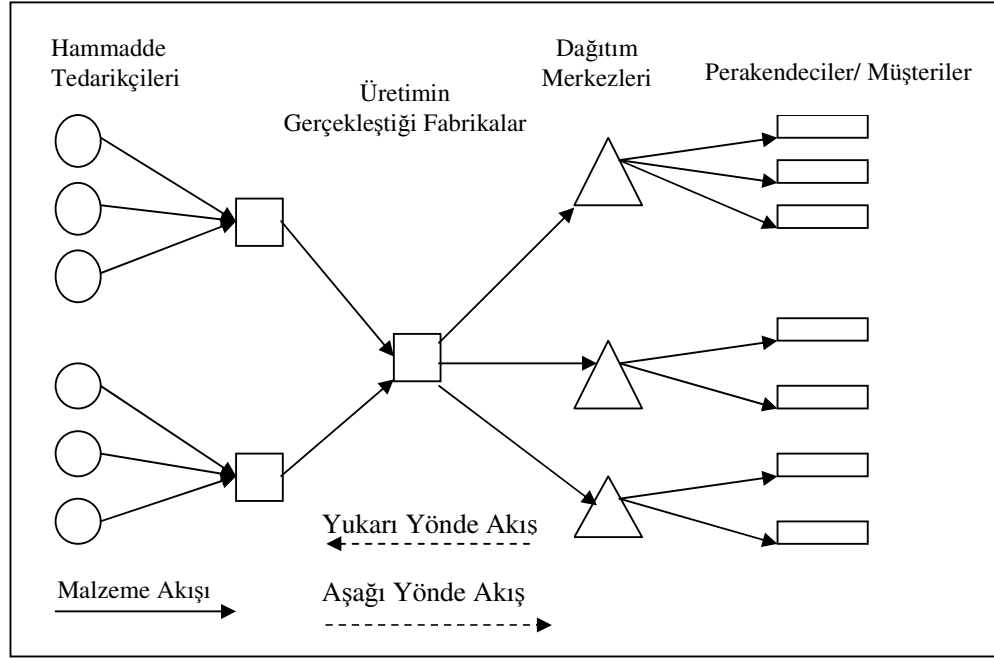 Hammadde
Tedarikçileri
Üretimin
Gerçekleştiği Fabrikalar
Dağıtım
Merkezleri
Perakendeciler/ Müşteriler
Yukarı Yönde Akış
Malzeme Akışı
Aşağı Yönde Akış